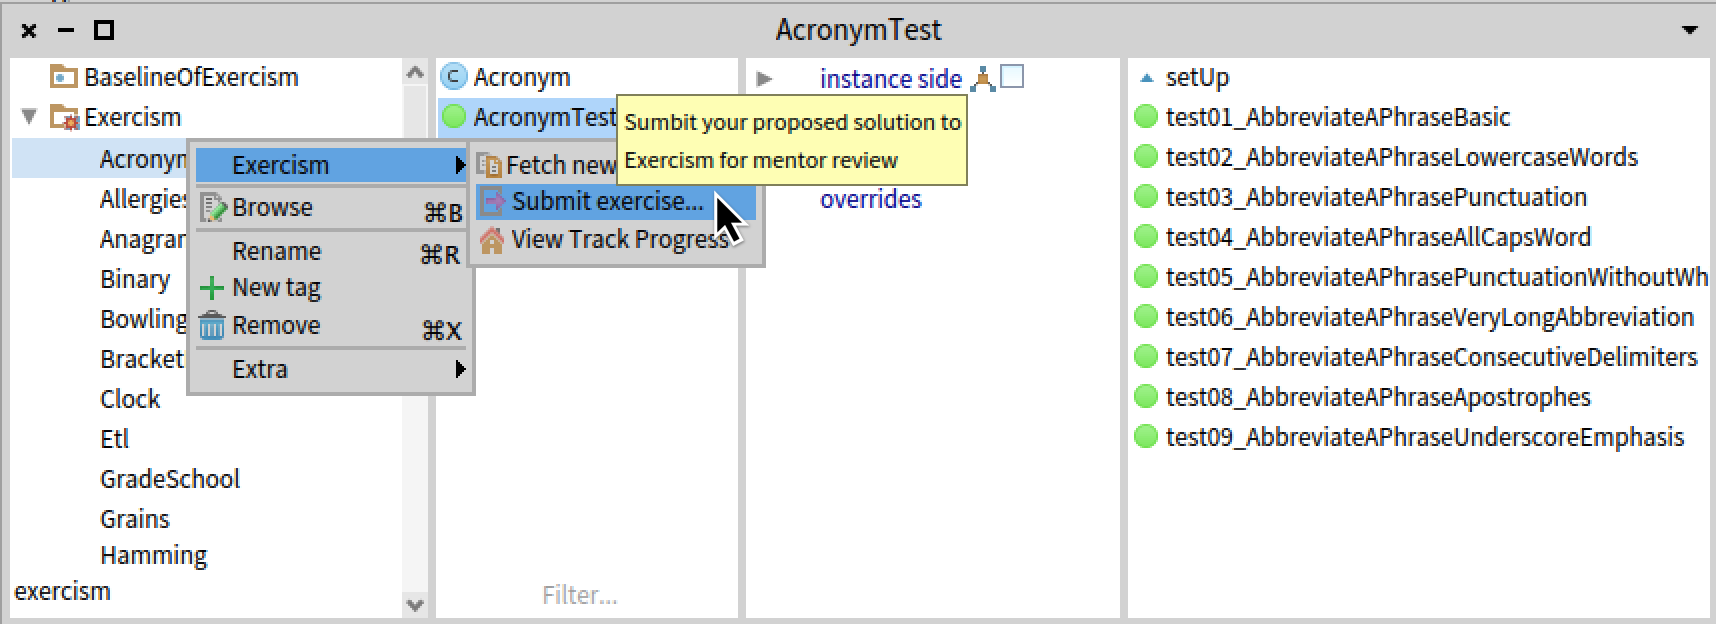 AcronymTest
BaselineOfExercism
Exercism
Acronym
Allergies
Anagram
Binary
Bowling
Bracket
Clock
Etl
GradeSchool
Grains
Hamming
exercism
Exercism
Browse ⌘B
Rename ⌘R
New tag
Remove ⌘X
Extra
C Acronym
AcronymTest
Fetch new
Submit exercise...
View Track Progress
Filter...
Sumbit your proposed solution to
Exercism for mentor review
instance side
overrides
setUp
test01_AbbreviateAPhraseBasic
test02_AbbreviateAPhraseLowercaseWords
test03_AbbreviateAPhrasePunctuation
test04_AbbreviateAPhraseAllCapsWord
test05_AbbreviateAPhrasePunctuationWithoutWh
test06_AbbreviateAPhraseVeryLongAbbreviation
test07_AbbreviateAPhraseConsecutiveDelimiters
test08_AbbreviateAPhraseApostrophes
test09_AbbreviateAPhraseUnderscoreEmphasis